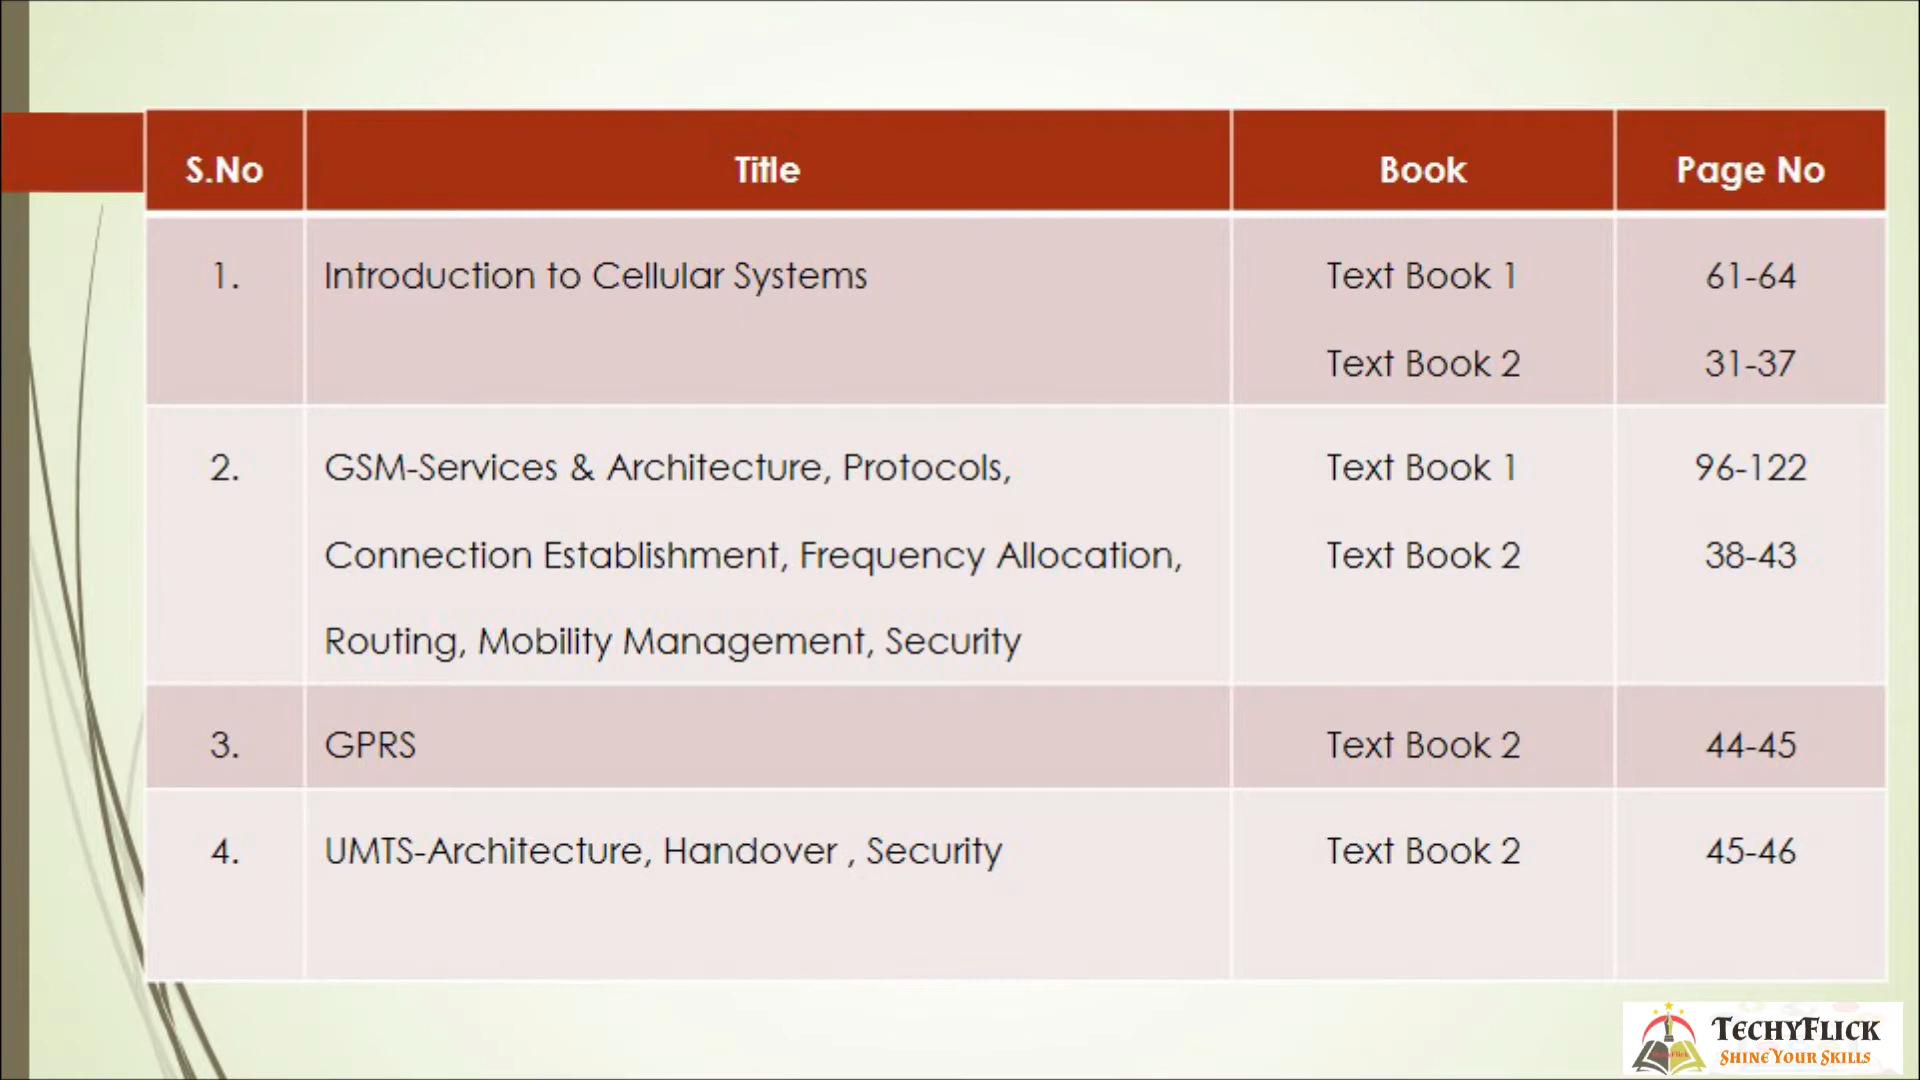 S.No Title Book Page No
1. Introduction to Cellular Systems Text Book 1 61-64
Text Book 2 31-37
2. GSM-Services & Architecture, Protocols, Text Book 1 96-122
Connection Establishment, Frequency Allocation, Text Book 2 38-43
Routing, Mobility Management, Security
3. GPRS Text Book 2 44-45
4. UMTS-Architecture, Handover , Security Text Book 2 45-46
TECHYFLICK
SHINE YOUR SKILLS